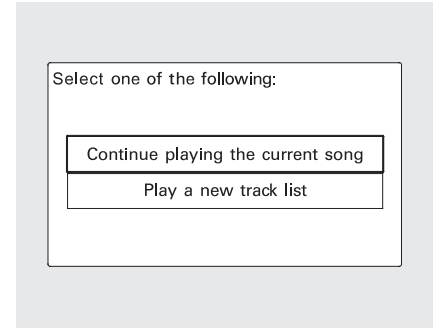 Select one of the following:
Continue playing the current song
Play a new track list